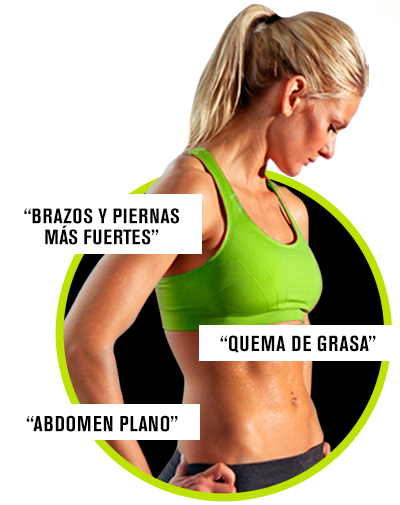 “BRAZOS Y PIERNAS
MÁS FUERTES”
“QUEMA DE GRASA”
“ABDOMEN PLANO”